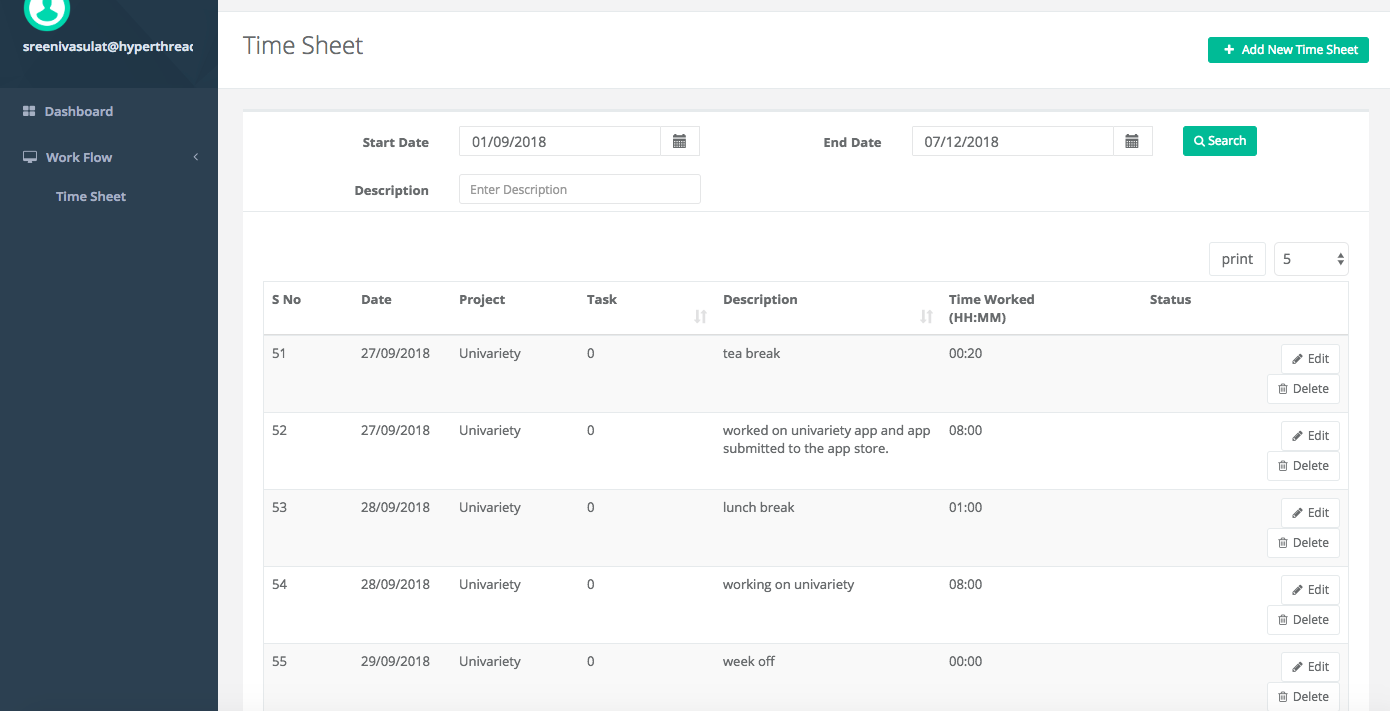 sreenivasulat@hyperthread
Dashboard
Work Flow
Time Sheet
Time Sheet
Add New Time Sheet
Start Date 01/09/2018 End Date 07/12/2018 Search
Description Enter Description
print 5
S No Date Project Task Description Time Worked Status
(HH:MM)
51 27/09/2018 Univariety 0 tea break 00:20
Edit
Delete
52 27/09/2018 Univariety 0 worked on univariety app and app 08:00
submitted to the app store.
Edit
Delete
53 28/09/2018 Univariety 0 lunch break 01:00
Edit
Delete
54 28/09/2018 Univariety 0 working on univariety 08:00
Edit
Delete
55 29/09/2018 Univariety 0 week off 00:00
Edit
Delete